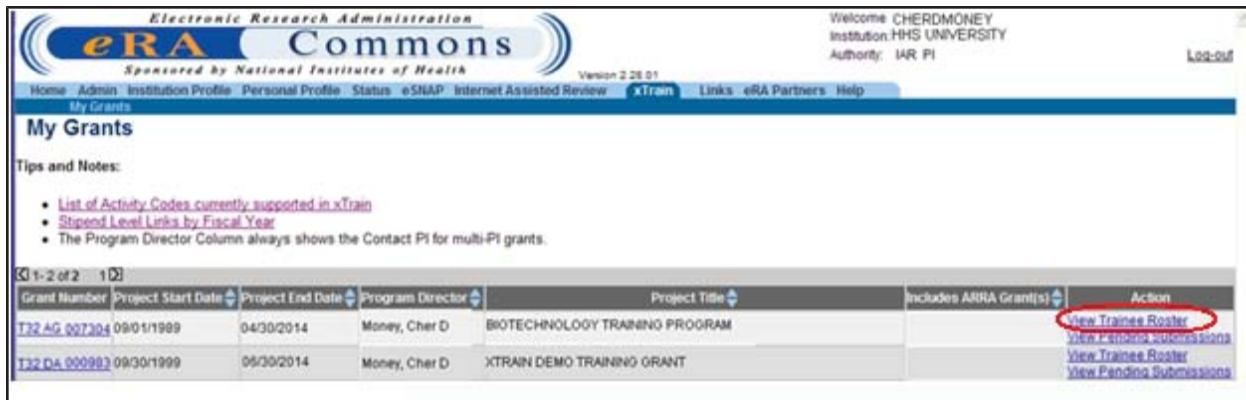 Electronic Research Administration
eRA Commons
Sponsored by National Institutes of Health
Version 2.26.01
Welcome CHERDMONEY
Institution: HHS UNIVERSITY
Authority: IAR PI
Log-out
Home Admin Institution Profile Personal Profile Status eSNAP Internet Assisted Review xTrain Links eRA Partners Help
My Grants
My Grants
Tips and Notes:
• List of Activity Codes currently supported in xTrain
• Stipend Level Links by Fiscal Year
• The Program Director Column always shows the Contact PI for multi-PI grants.
1-2 of 2 1
Grant Number Project Start Date Project End Date Program Director Project Title Includes ARRA Grant(s) Action
T32 AG 007304 09/01/1989 04/30/2014 Money, Cher D BIOTECHNOLOGY TRAINING PROGRAM View Trainee Roster
View Pending Submissions
T32 DA 000983 09/30/1999 06/30/2014 Money, Cher D XTRAIN DEMO TRAINING GRANT View Trainee Roster
View Pending Submissions